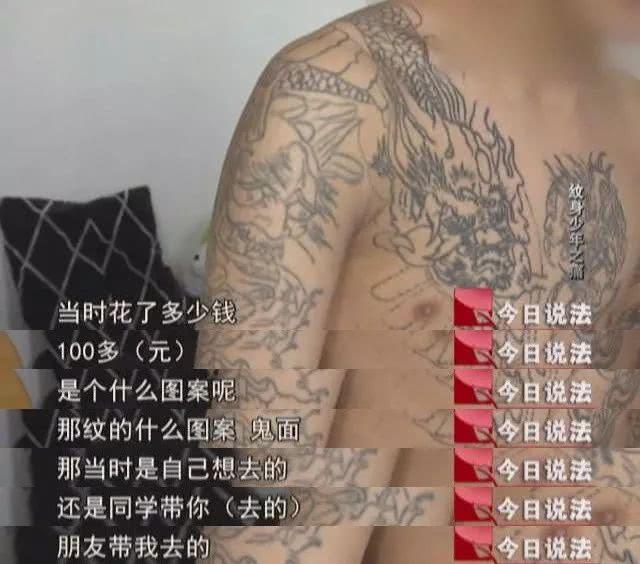 纹身少年之痛
当时花了多少钱 今日说法
100多（元） 今日说法
是个什么图案呢 今日说法
那纹的什么图案 鬼面 今日说法
那当时是自己想去的 今日说法
还是同学带你（去的） 今日说法
朋友带我去的 今日说法